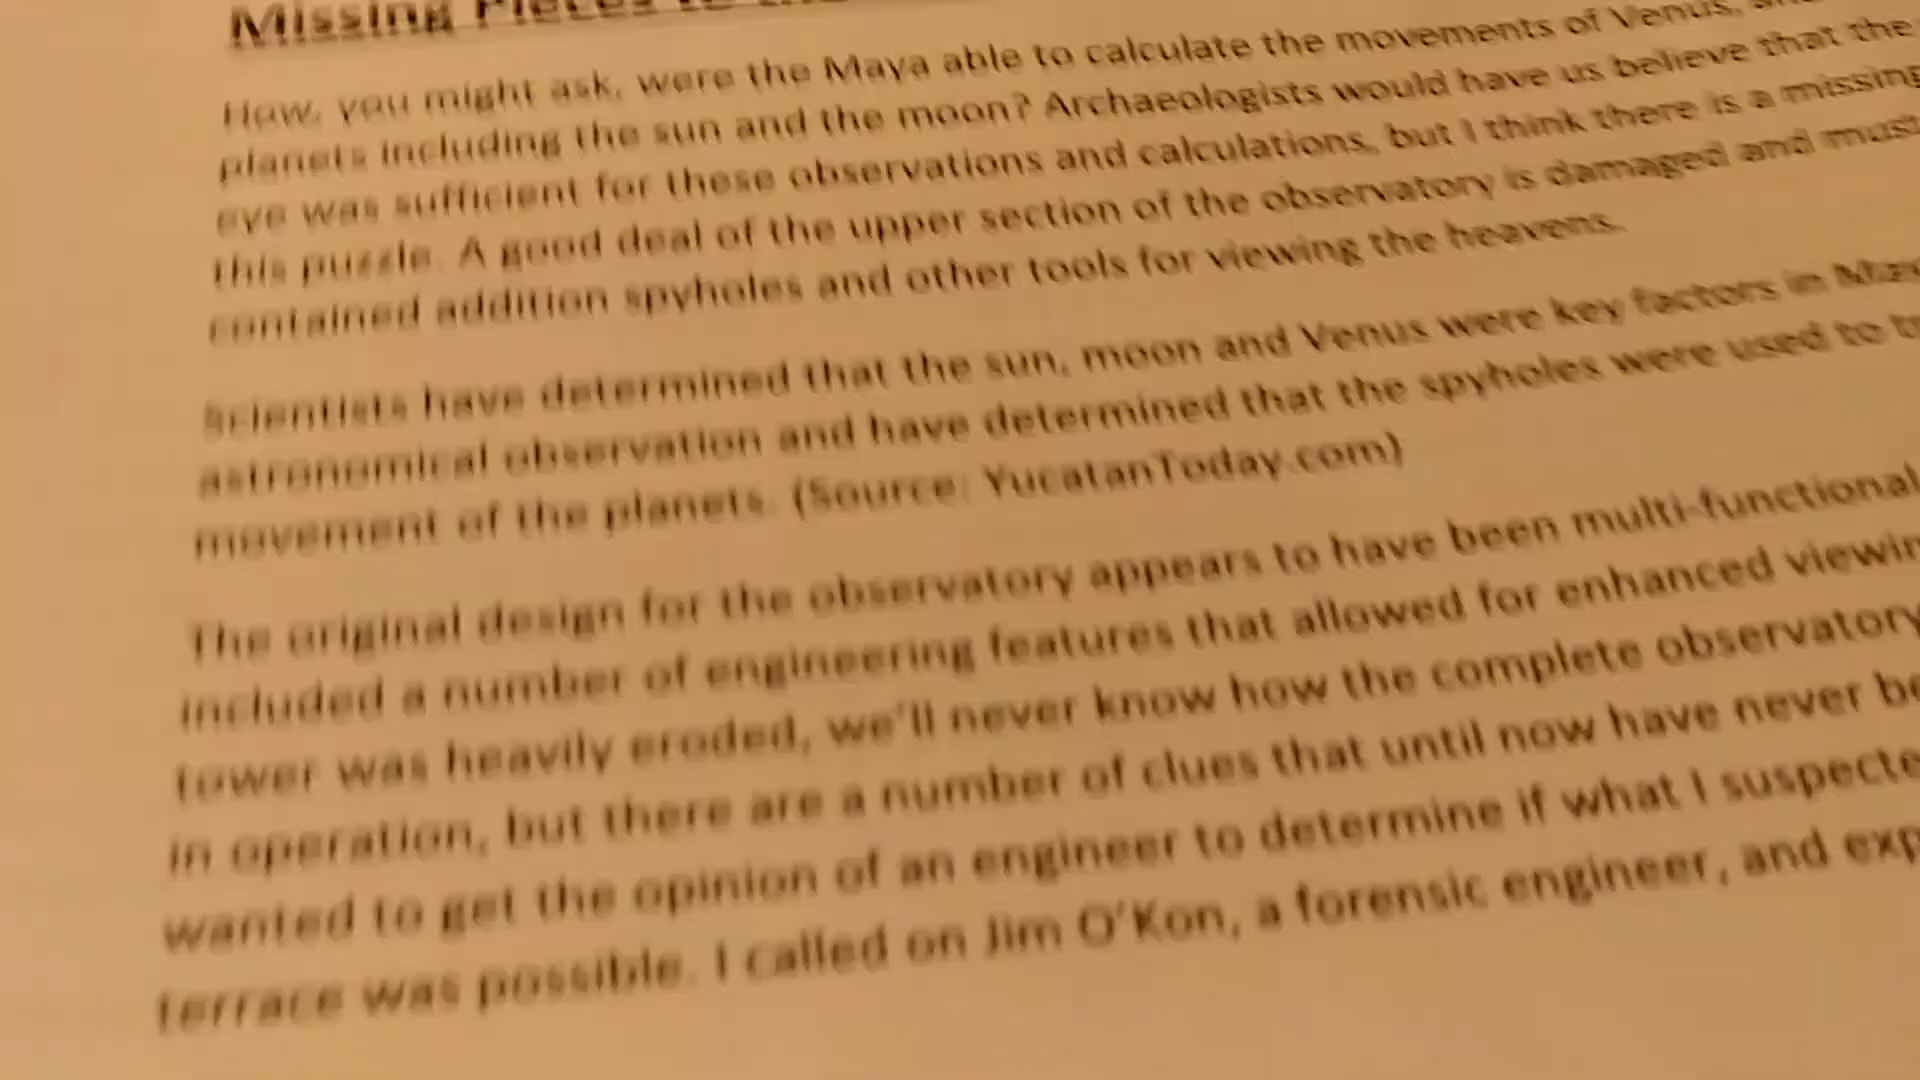 Missing Pieces to the
How, you might ask, were the Maya able to calculate the movements of Venus,
planets including the sun and the moon? Archaeologists would have us believe that the
eye was sufficient for these observations and calculations, but I think there is a missing
this puzzle. A good deal of the upper section of the observatory is damaged and must
contained addition spyholes and other tools for viewing the heavens.
Scientists have determined that the sun, moon and Venus were key factors in
astronomical observation and have determined that the spyholes were used to
movement of the planets. (Source: YucatanToday.com)
The original design for the observatory appears to have been multi-functional
included a number of engineering features that allowed for enhanced
tower was heavily eroded, we'll never know how the complete observatory
in operation, but there are a number of clues that until now have never
wanted to get the opinion of an engineer to determine if what I
terrace was possible. I called on Jim O'Kon, a forensic engineer, and